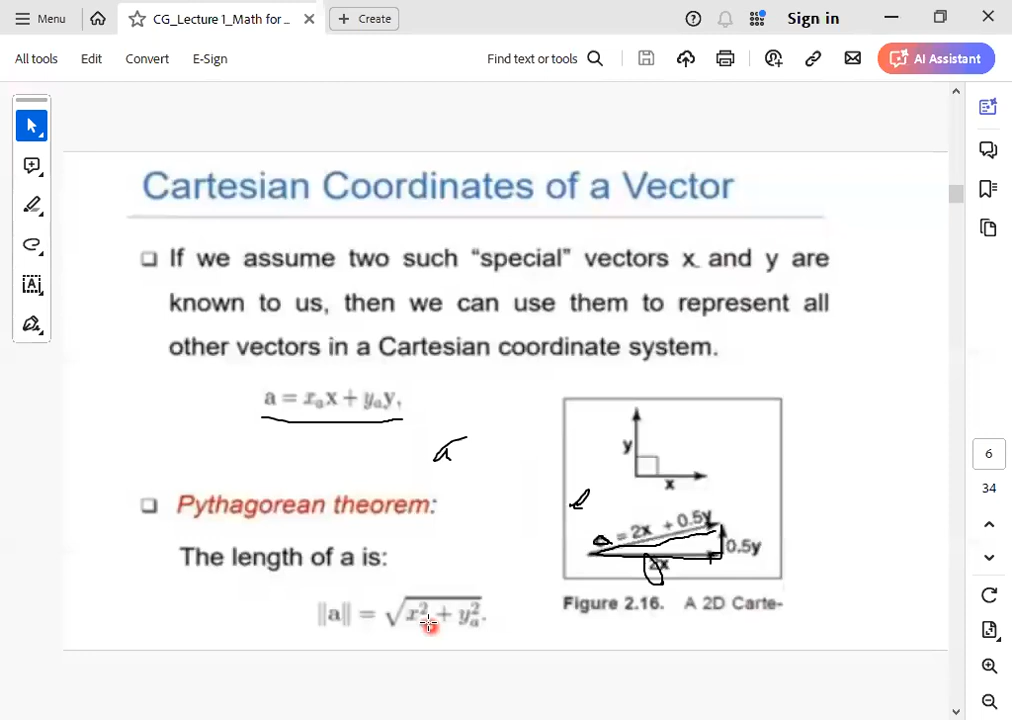 Menu
CG_Lecture 1_Math for ...
Create
Sign in
All tools
Edit
Convert
E-Sign
Find text or tools
AI Assistant
Cartesian Coordinates of a Vector
If we assume two such “special” vectors x and y are
known to us, then we can use them to represent all
other vectors in a Cartesian coordinate system.
a = xₐx + yₐy,
a
y
x
Pythagorean theorem:
= 2x + 0.5y
0.5y
2x
The length of a is:
‖a‖ = √(xₐ² + yₐ²).
Figure 2.16. A 2D Carte-
6
34